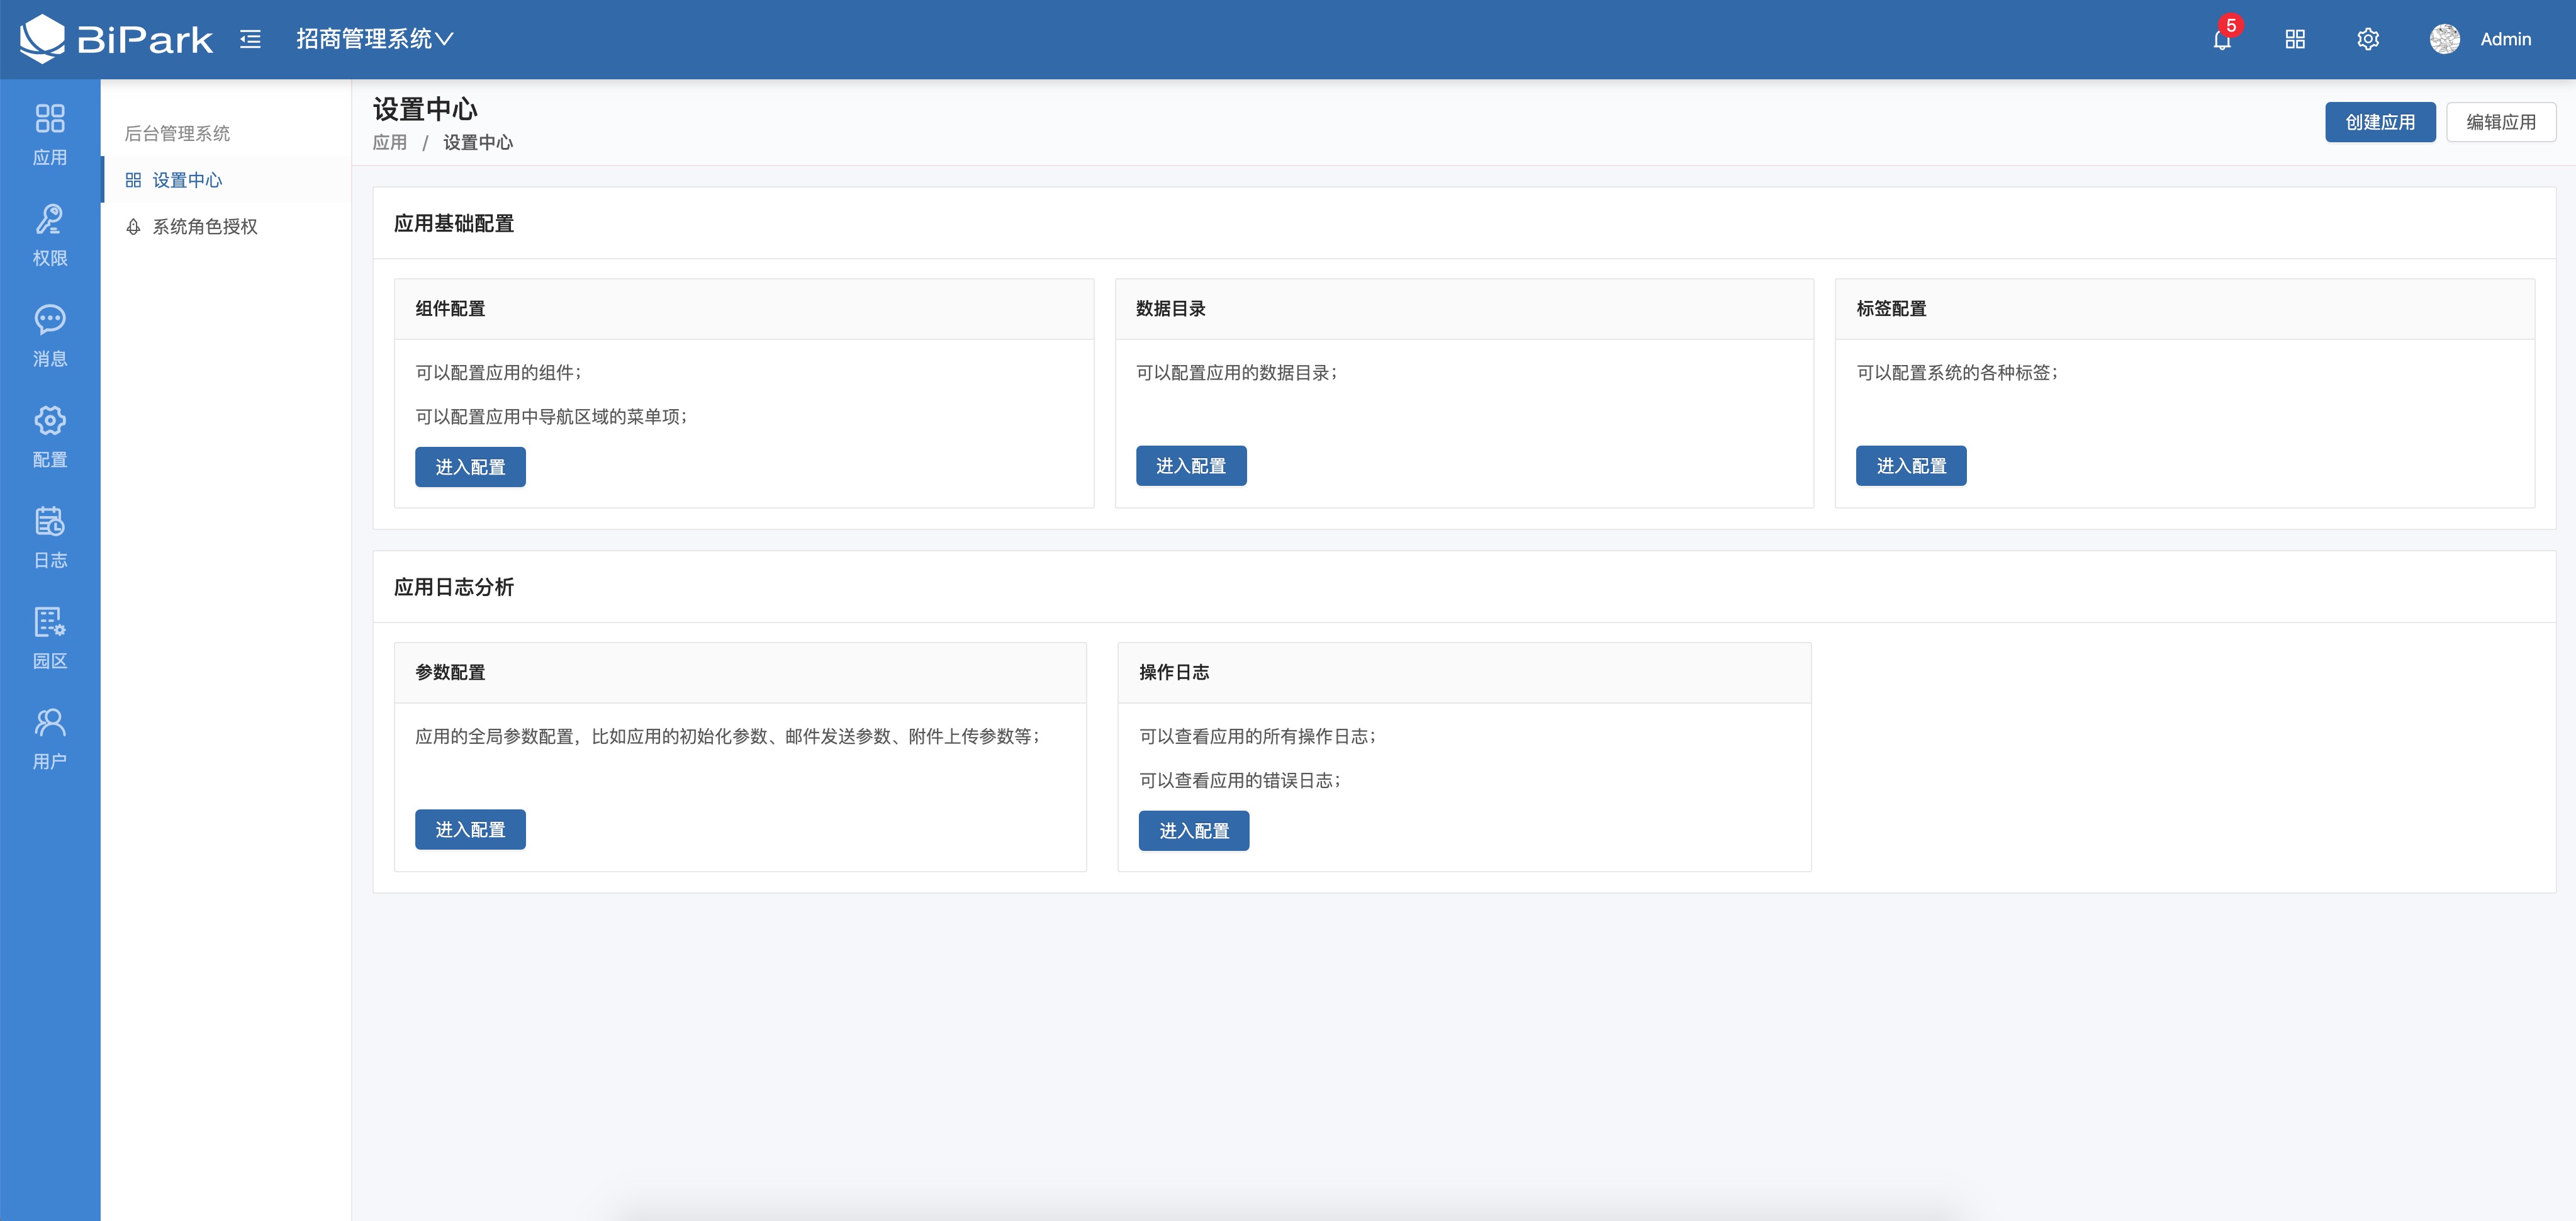 BiPark
招商管理系统
5
Admin
应用
权限
消息
配置
日志
园区
用户
后台管理系统
设置中心
系统角色授权
设置中心
应用 / 设置中心
创建应用
编辑应用
应用基础配置
组件配置
可以配置应用的组件；
可以配置应用中导航区域的菜单项；
进入配置
数据目录
可以配置应用的数据目录；
进入配置
标签配置
可以配置系统的各种标签；
进入配置
应用日志分析
参数配置
应用的全局参数配置，比如应用的初始化参数、邮件发送参数、附件上传参数等；
进入配置
操作日志
可以查看应用的所有操作日志；
可以查看应用的错误日志；
进入配置